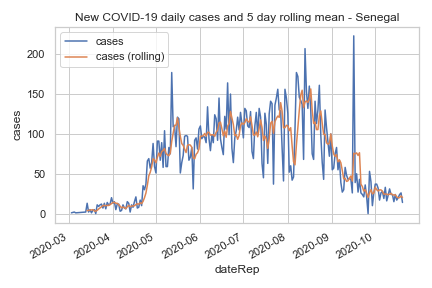 New COVID-19 daily cases and 5 day rolling mean - Senegal
cases
cases (rolling)
200
150
100
50
0
cases
2020-03
2020-04
2020-05
2020-06
2020-07
2020-08
2020-09
2020-10
dateRep